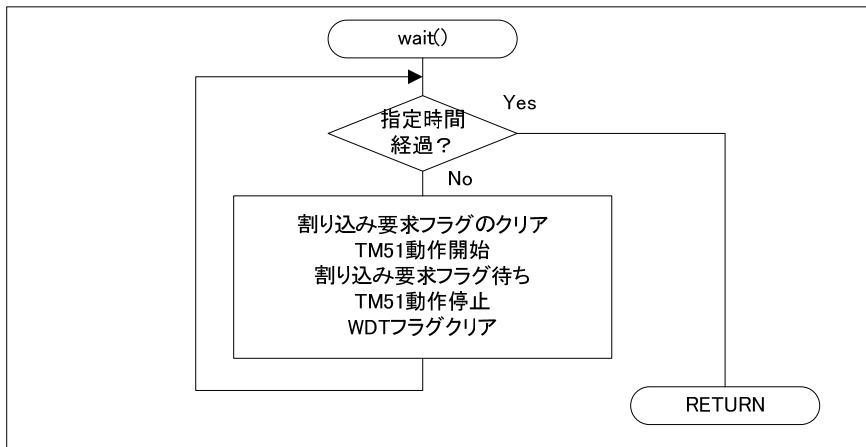 wait()
Yes
指定時間
経過？
No
割り込み要求フラグのクリア
TM51動作開始
割り込み要求フラグ待ち
TM51動作停止
WDTフラグクリア
RETURN